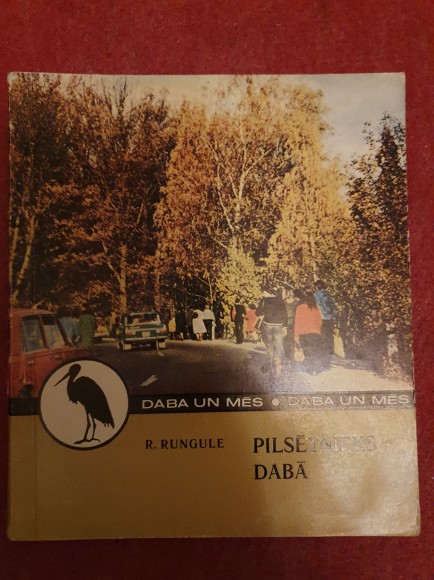 DABA UN MĒS • DABA UN MĒS
R. RUNGULE
PILSĒTNIEKS
DABĀ